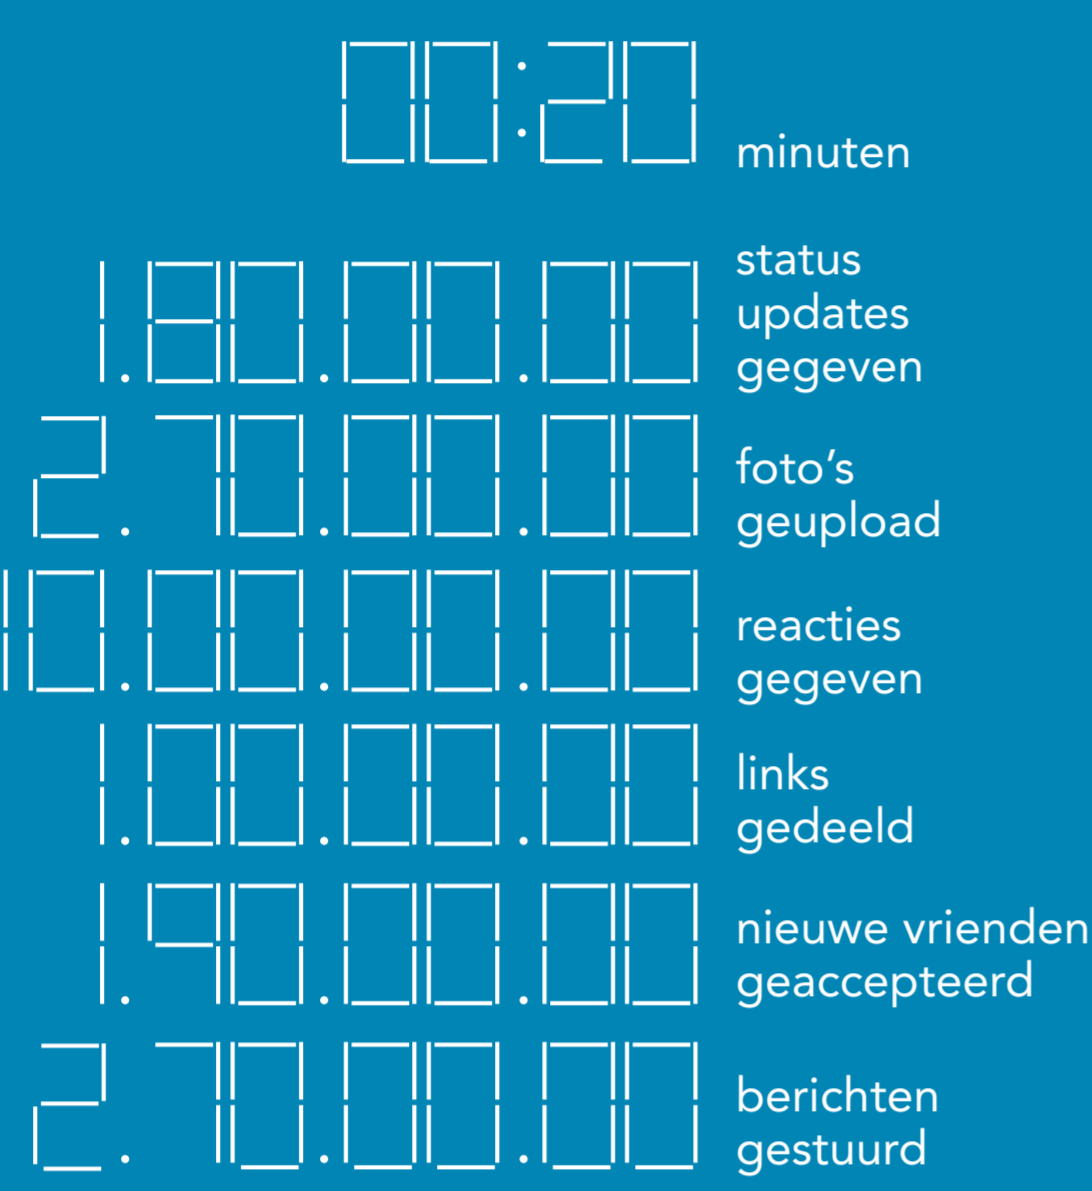 00:20 minuten
1.80.00.00 status
updates
gegeven
2.70.00.00 foto's
geupload
10.00.00.00 reacties
gegeven
1.00.00.00 links
gedeeld
1.90.00.00 nieuwe vrienden
geaccepteerd
2.70.00.00 berichten
gestuurd